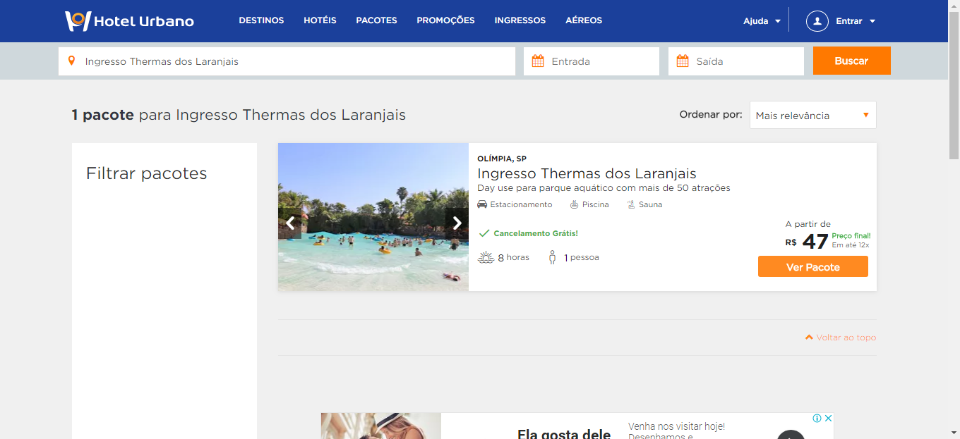 Hotel Urbano
DESTINOS HOTÉIS PACOTES PROMOÇÕES INGRESSOS AÉREOS
Ajuda Entrar
Ingresso Thermas dos Laranjais
Entrada
Saída
Buscar
1 pacote para Ingresso Thermas dos Laranjais
Ordenar por:
Mais relevância
Filtrar pacotes
OLÍMPIA, SP
Ingresso Thermas dos Laranjais
Day use para parque aquático com mais de 50 atrações
Estacionamento Piscina Sauna
Cancelamento Grátis!
8 horas 1 pessoa
A partir de
R$ 47 Preço final!
Em até 12x
Ver Pacote
Voltar ao topo
Ela gosta dele
Venha nos visitar hoje!
Desenhamos e